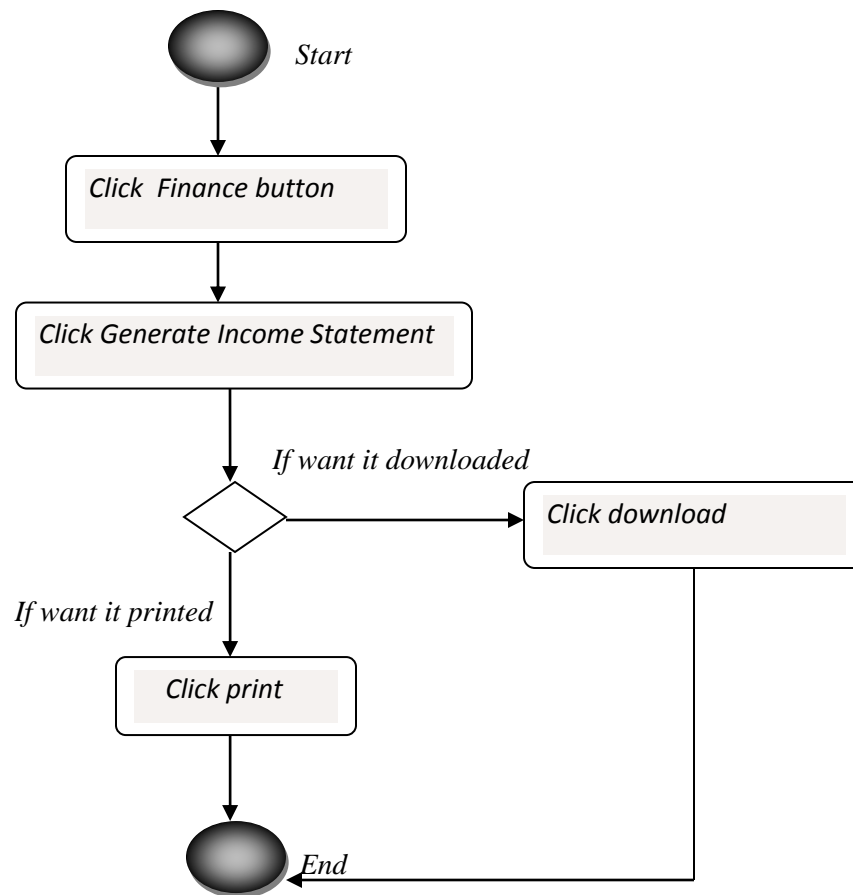 Start
Click  Finance button
Click Generate Income Statement
If want it downloaded
Click download
If want it printed
Click print
End